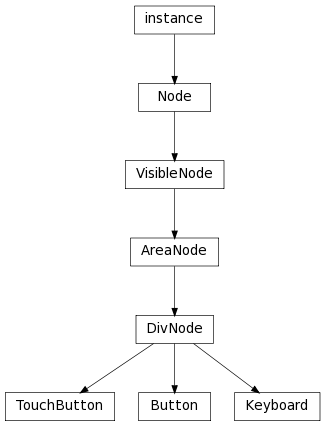 instance
Node
VisibleNode
AreaNode
DivNode
TouchButton
Button
Keyboard